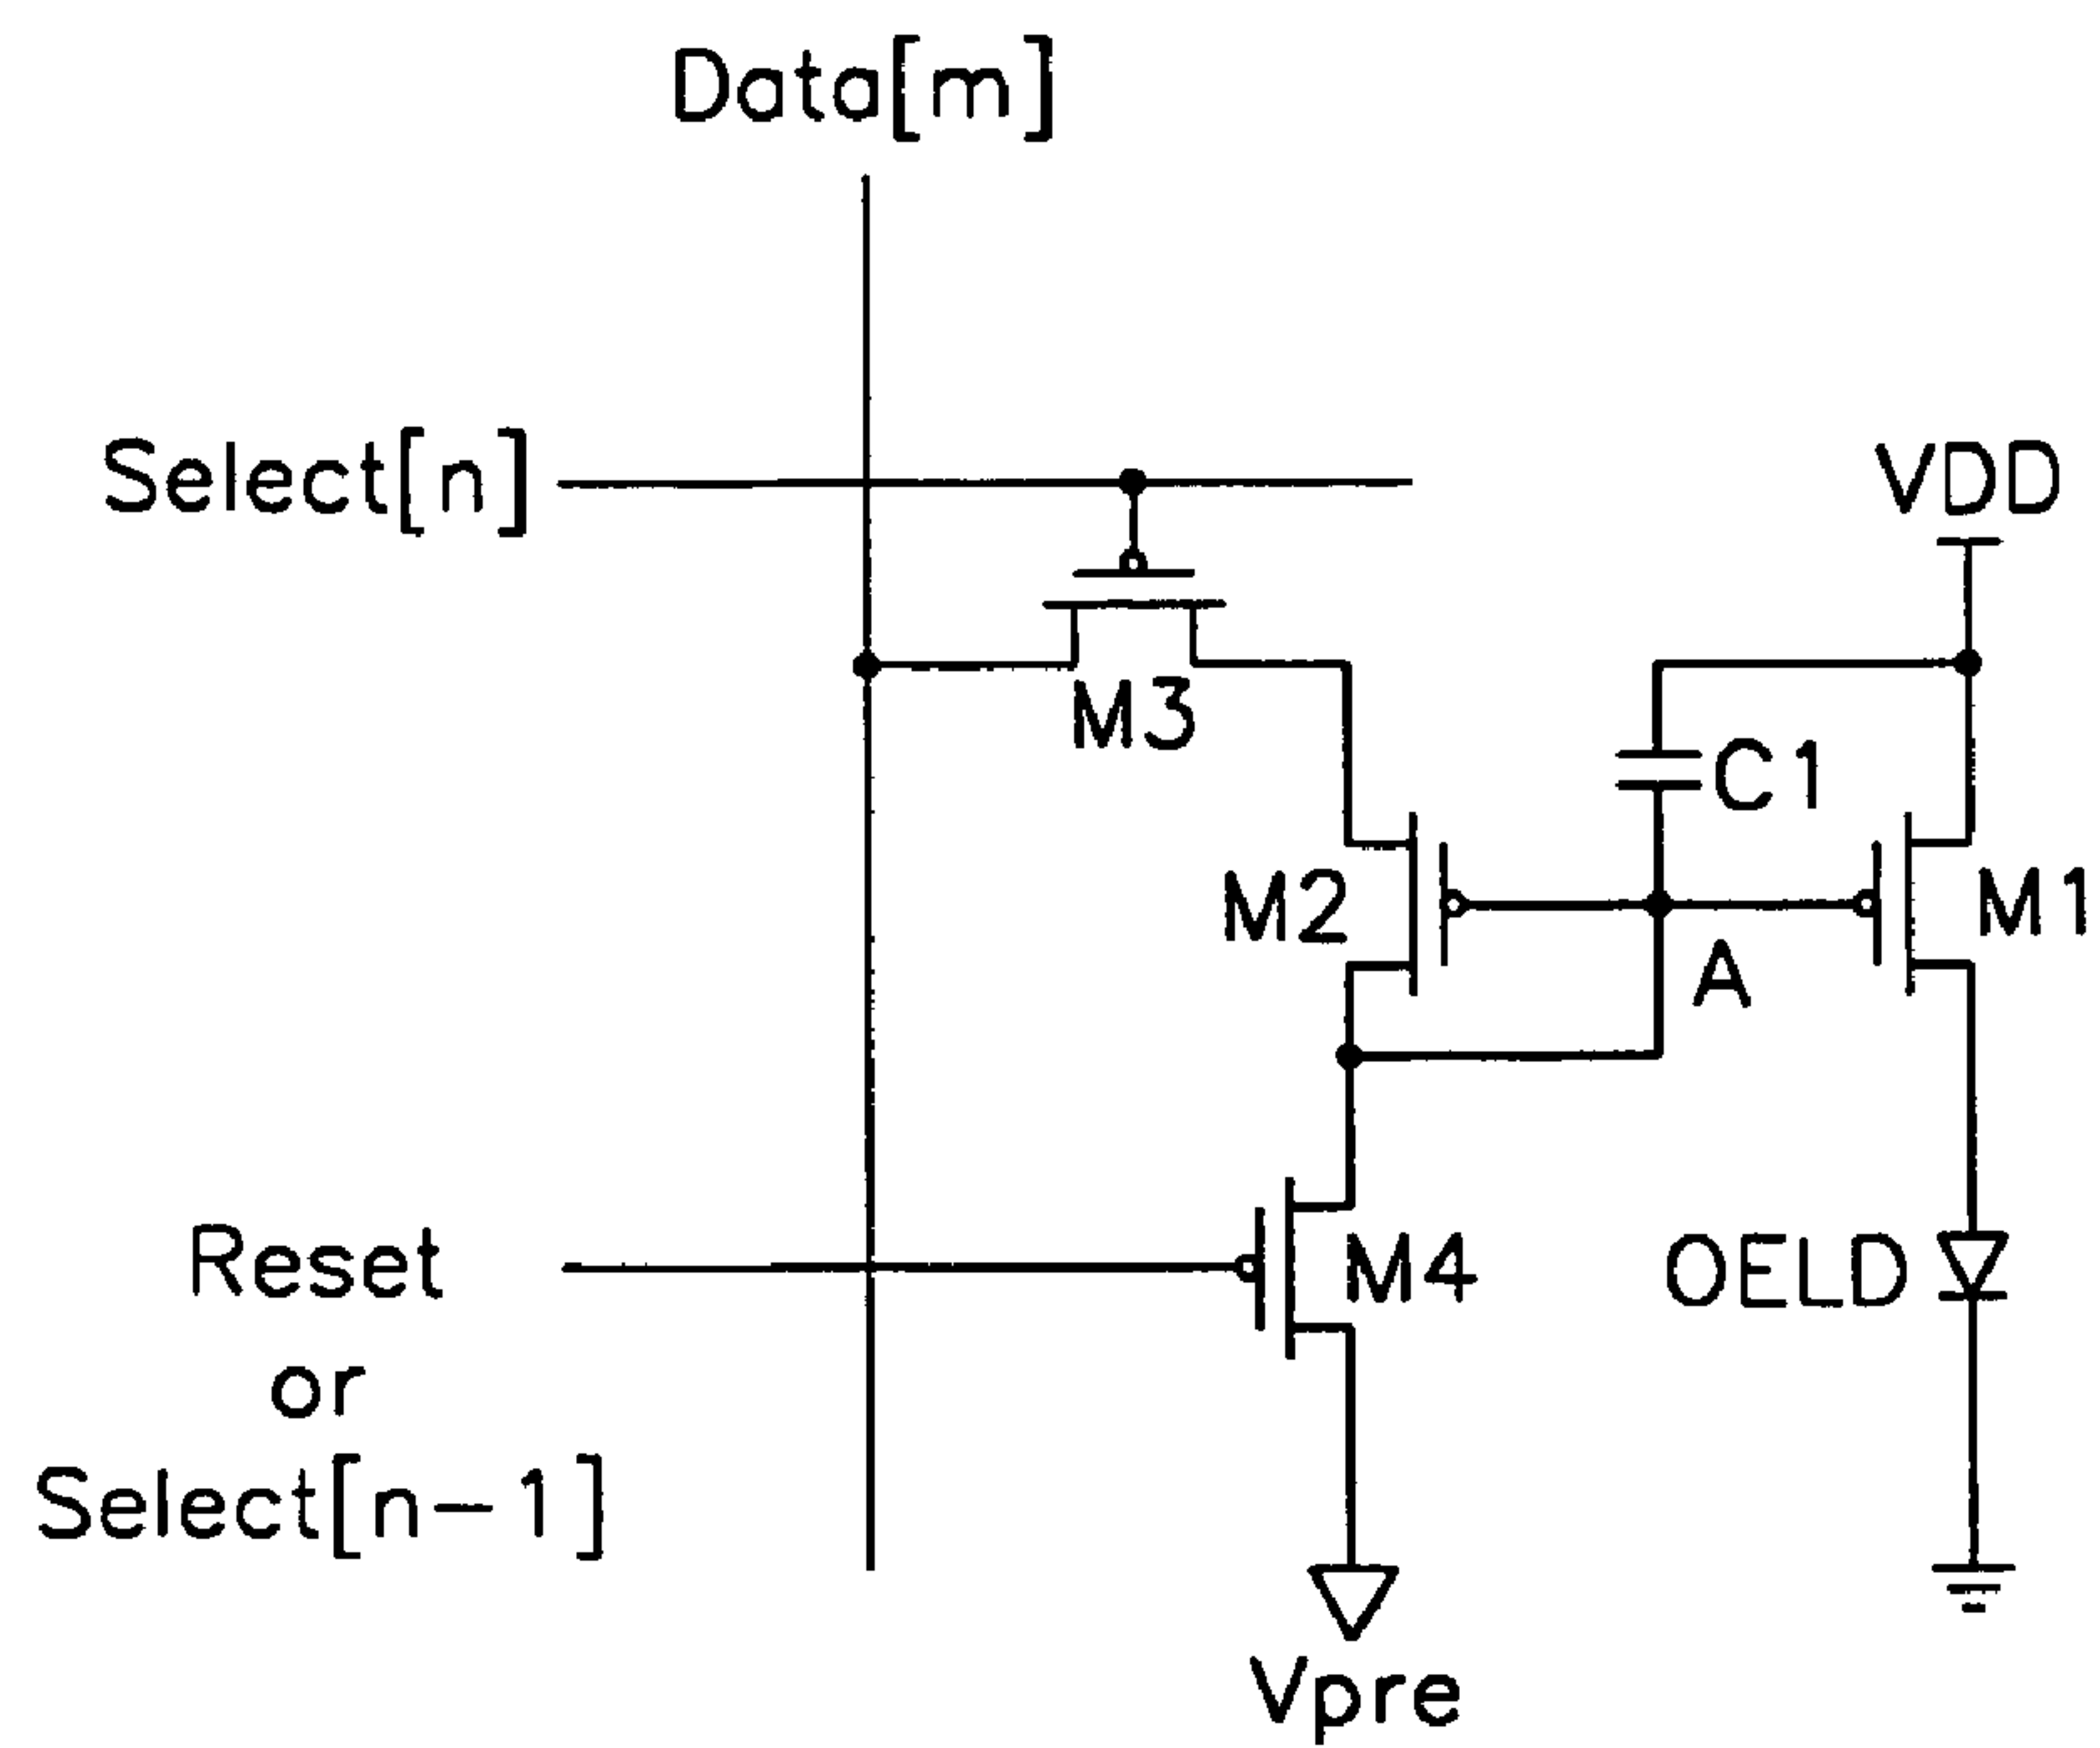 Data[m]
Select[n]
VDD
M3
C1
M2
M1
A
Reset
or
Select[n-1]
M4
OELD
Vpre